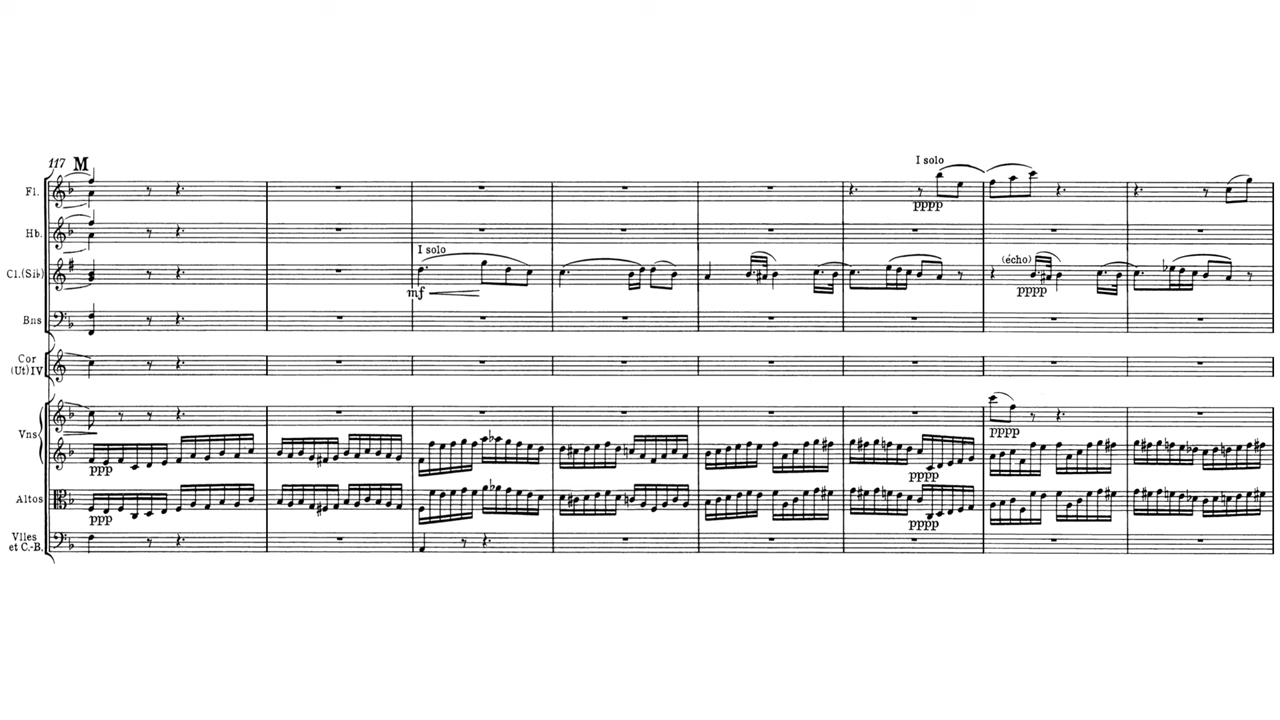 117 M
I solo
Fl.
pppp
Hb.
I solo
Cl.(Si♭)
(écho)
mf
pppp
Bns
Cor
(Ut) IV
Vns
pppp
ppp
pppp
Altos
ppp
pppp
Vlles
et C.-B.